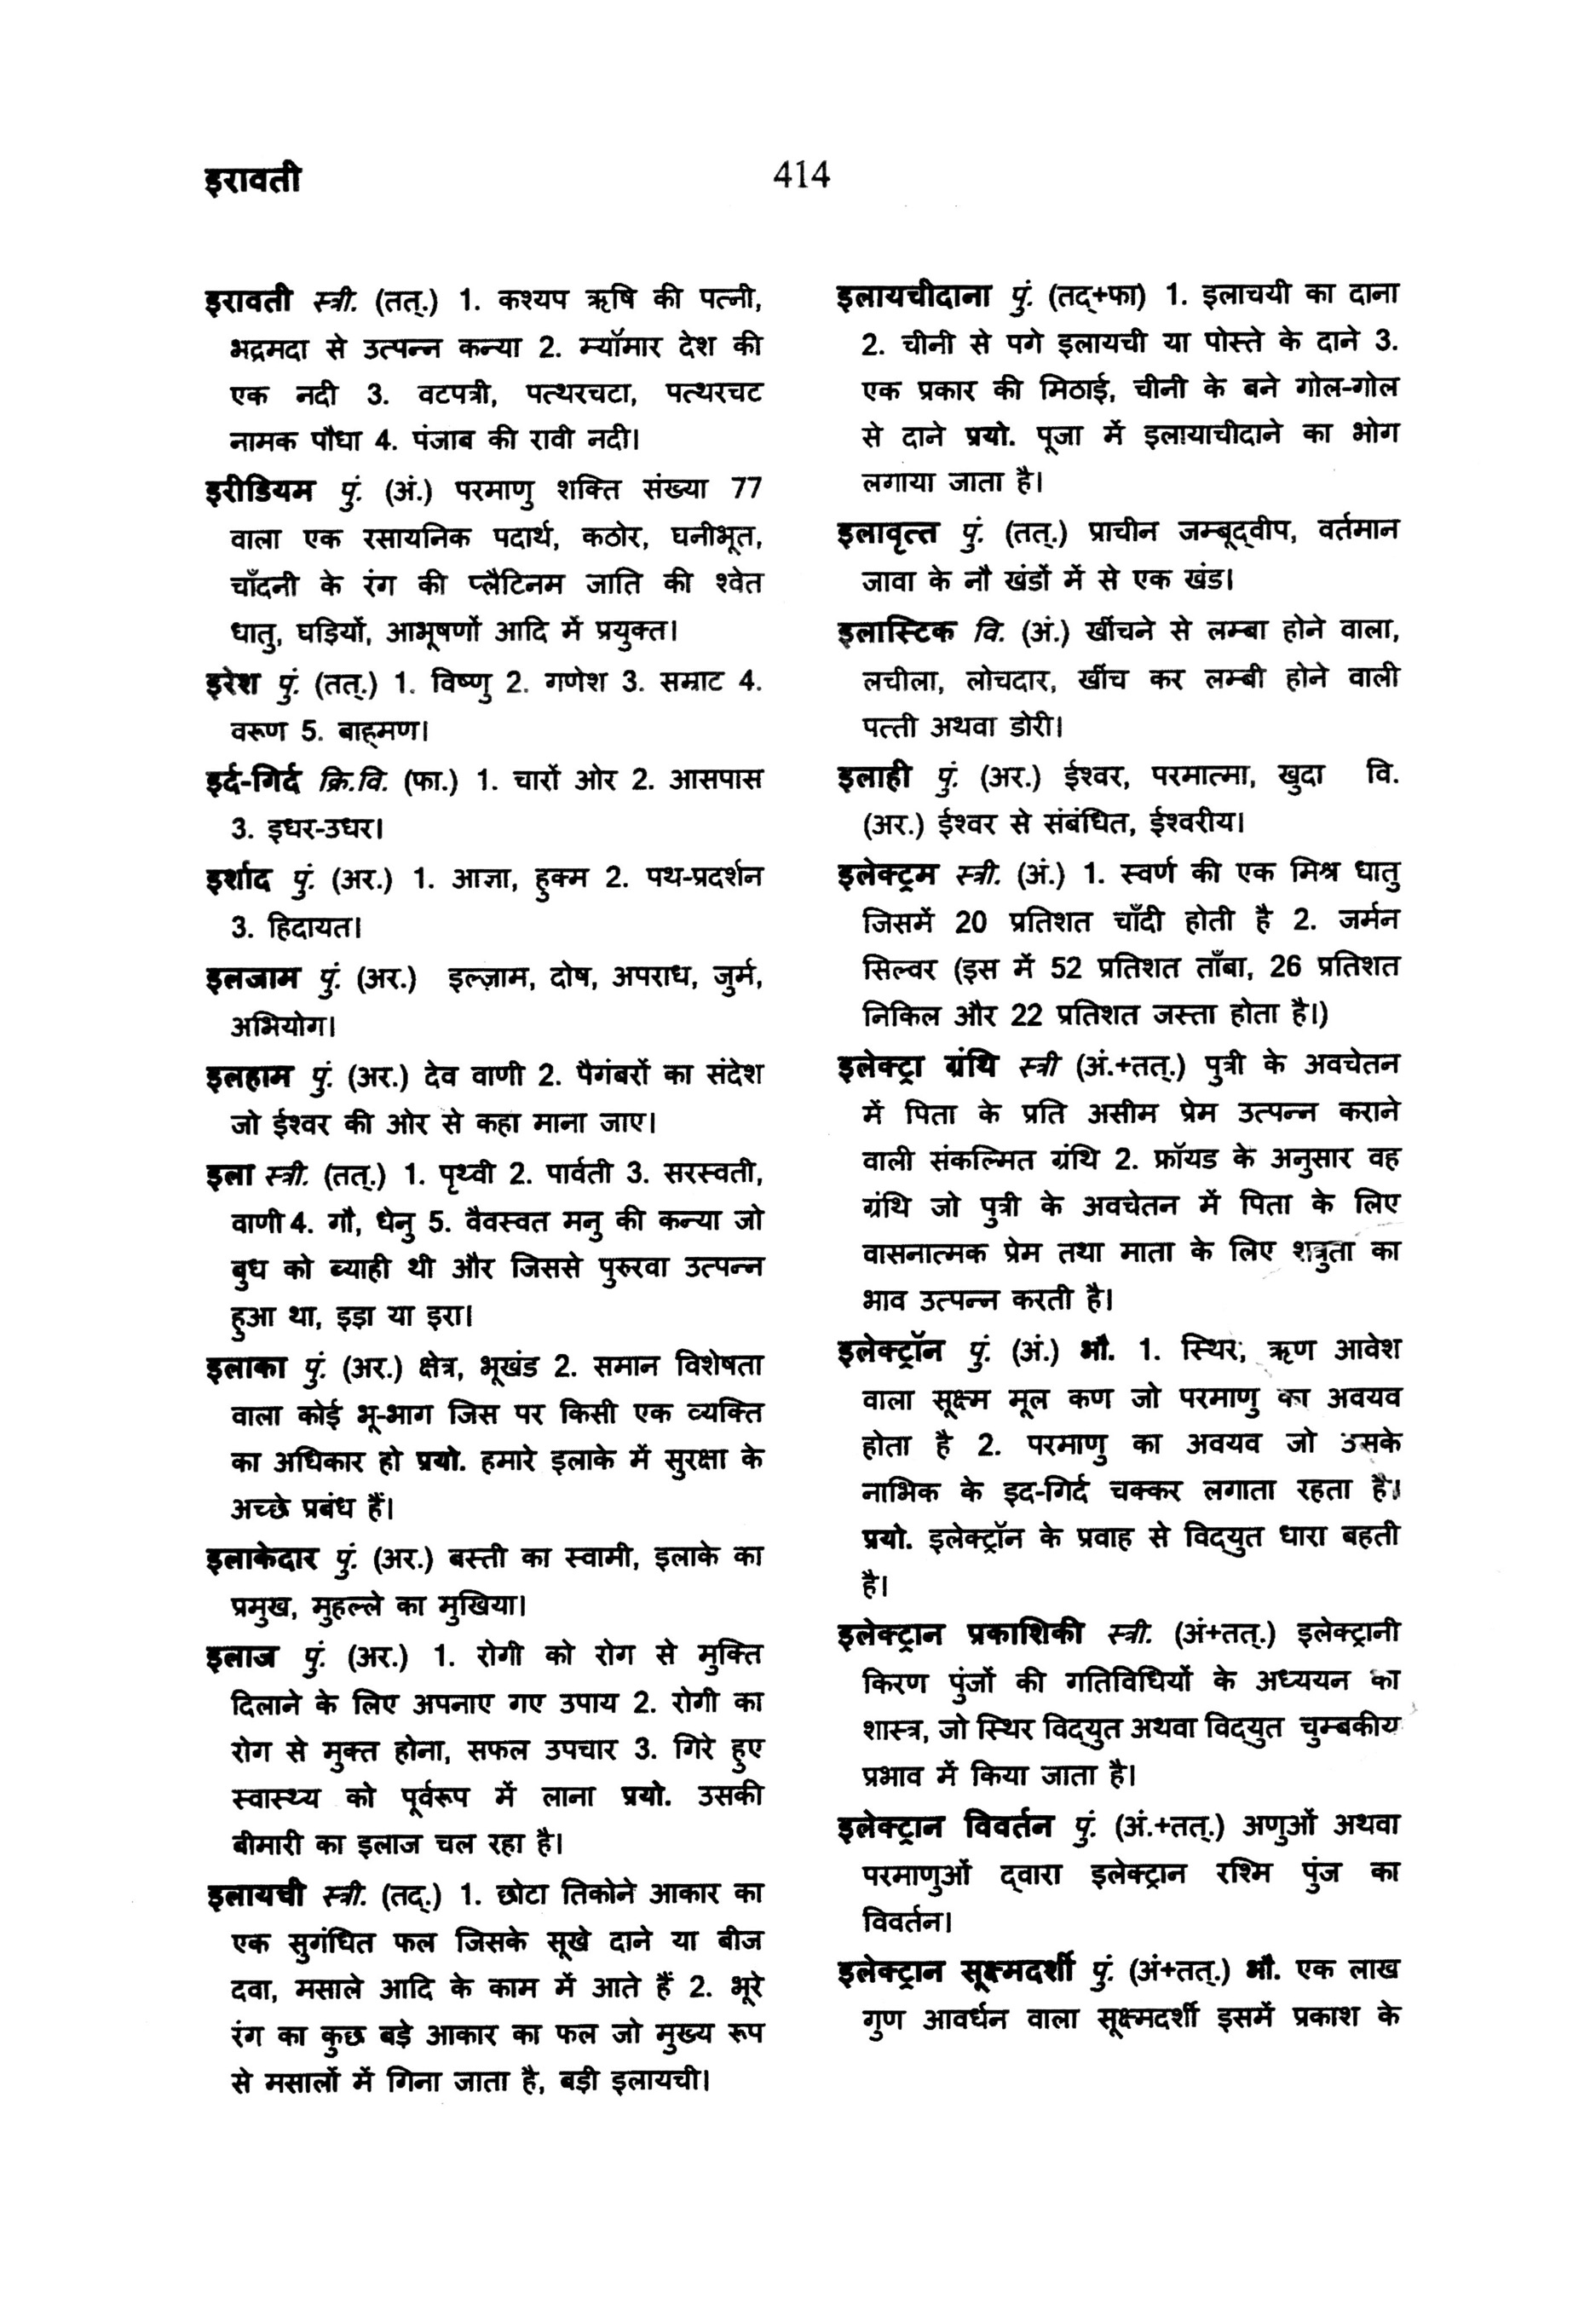 इरावती
414
इरावती स्त्री. (तत्.) 1. कश्यप ऋषि की पत्नी,
भद्रमदा से उत्पन्न कन्या 2. म्यॉमार देश की
एक नदी 3. वटपत्री, पत्थरचटा, पत्थरचट
नामक पौधा 4. पंजाब की रावी नदी।
इरीडियम पुं. (अं.) परमाणु शक्ति संख्या 77
वाला एक रसायनिक पदार्थ, कठोर, घनीभूत,
चाँदनी के रंग की प्लैटिनम जाति की श्वेत
धातु, घड़ियों, आभूषणों आदि में प्रयुक्त।
इरेश पुं. (तत्.) 1. विष्णु 2. गणेश 3. सम्राट 4.
वरूण 5. बाह्मण।
इर्द-गिर्द क्रि.वि. (फा.) 1. चारों ओर 2. आसपास
3. इधर-उधर।
इर्शाद पुं. (अर.) 1. आज्ञा, हुक्म 2. पथ-प्रदर्शन
3. हिदायत।
इलजाम पुं. (अर.) इल्ज़ाम, दोष, अपराध, जुर्म,
अभियोग।
इलहाम पुं. (अर.) देव वाणी 2. पैगंबरों का संदेश
जो ईश्वर की ओर से कहा माना जाए।
इला स्त्री. (तत्.) 1. पृथ्वी 2. पार्वती 3. सरस्वती,
वाणी 4. गौ, धेनु 5. वैवस्वत मनु की कन्या जो
बुध को ब्याही थी और जिससे पुरुरवा उत्पन्न
हुआ था, इड़ा या इरा।
इलाका पुं. (अर.) क्षेत्र, भूखंड 2. समान विशेषता
वाला कोई भू-भाग जिस पर किसी एक व्यक्ति
का अधिकार हो प्रयो. हमारे इलाके में सुरक्षा के
अच्छे प्रबंध हैं।
इलाकेदार पुं. (अर.) बस्ती का स्वामी, इलाके का
प्रमुख, मुहल्ले का मुखिया।
इलाज पुं. (अर.) 1. रोगी को रोग से मुक्ति
दिलाने के लिए अपनाए गए उपाय 2. रोगी का
रोग से मुक्त होना, सफल उपचार 3. गिरे हुए
स्वास्थ्य को पूर्वरूप में लाना प्रयो. उसकी
बीमारी का इलाज चल रहा है।
इलायची स्त्री. (तद्.) 1. छोटा तिकोने आकार का
एक सुगंधित फल जिसके सूखे दाने या बीज
दवा, मसाले आदि के काम में आते हैं 2. भूरे
रंग का कुछ बड़े आकार का फल जो मुख्य रूप
से मसालों में गिना जाता है, बड़ी इलायची।
इलायचीदाना पुं. (तद्+फा) 1. इलाचयी का दाना
2. चीनी से पगे इलायची या पोस्ते के दाने 3.
एक प्रकार की मिठाई, चीनी के बने गोल-गोल
से दाने प्रयो. पूजा में इलायाचीदाने का भोग
लगाया जाता है।
इलावृत्त पुं. (तत्.) प्राचीन जम्बूद्‌वीप, वर्तमान
जावा के नौ खंडों में से एक खंड।
इलास्टिक वि. (अं.) खींचने से लम्बा होने वाला,
लचीला, लोचदार, खींच कर लम्बी होने वाली
पत्ती अथवा डोरी।
इलाही पुं. (अर.) ईश्वर, परमात्मा, खुदा वि.
(अर.) ईश्वर से संबंधित, ईश्वरीय।
इलेक्ट्रम स्त्री. (अं.) 1. स्वर्ण की एक मिश्र धातु
जिसमें 20 प्रतिशत चाँदी होती है 2. जर्मन
सिल्वर (इस में 52 प्रतिशत ताँबा, 26 प्रतिशत
निकिल और 22 प्रतिशत जस्ता होता है।)
इलेक्ट्रा ग्रंथि स्त्री (अं.+तत्.) पुत्री के अवचेतन
में पिता के प्रति असीम प्रेम उत्पन्न कराने
वाली संकल्मित ग्रंथि 2. फ्रॉयड के अनुसार वह
ग्रंथि जो पुत्री के अवचेतन में पिता के लिए
वासनात्मक प्रेम तथा माता के लिए शत्रुता का
भाव उत्पन्न करती है।
इलेक्ट्रॉन पुं. (अं.) भौ. 1. स्थिर, ऋण आवेश
वाला सूक्ष्म मूल कण जो परमाणु का अवयव
होता है 2. परमाणु का अवयव जो उसके
नाभिक के इद-गिर्द चक्कर लगाता रहता है।
प्रयो. इलेक्ट्रॉन के प्रवाह से विद्‌युत धारा बहती
है।
इलेक्ट्रान प्रकाशिकी स्त्री. (अं+तत्.) इलेक्ट्रानी
किरण पुंजों की गतिविधियों के अध्ययन का
शास्त्र, जो स्थिर विद्‌युत अथवा विद्‌युत चुम्बकीय
प्रभाव में किया जाता है।
इलेक्ट्रान विवर्तन पुं. (अं.+तत्.) अणुओं अथवा
परमाणुओं द्‌वारा इलेक्ट्रान रश्मि पुंज का
विवर्तन।
इलेक्ट्रान सूक्ष्मदर्शी पुं. (अं+तत्.) भौ. एक लाख
गुण आवर्धन वाला सूक्ष्मदर्शी इसमें प्रकाश के